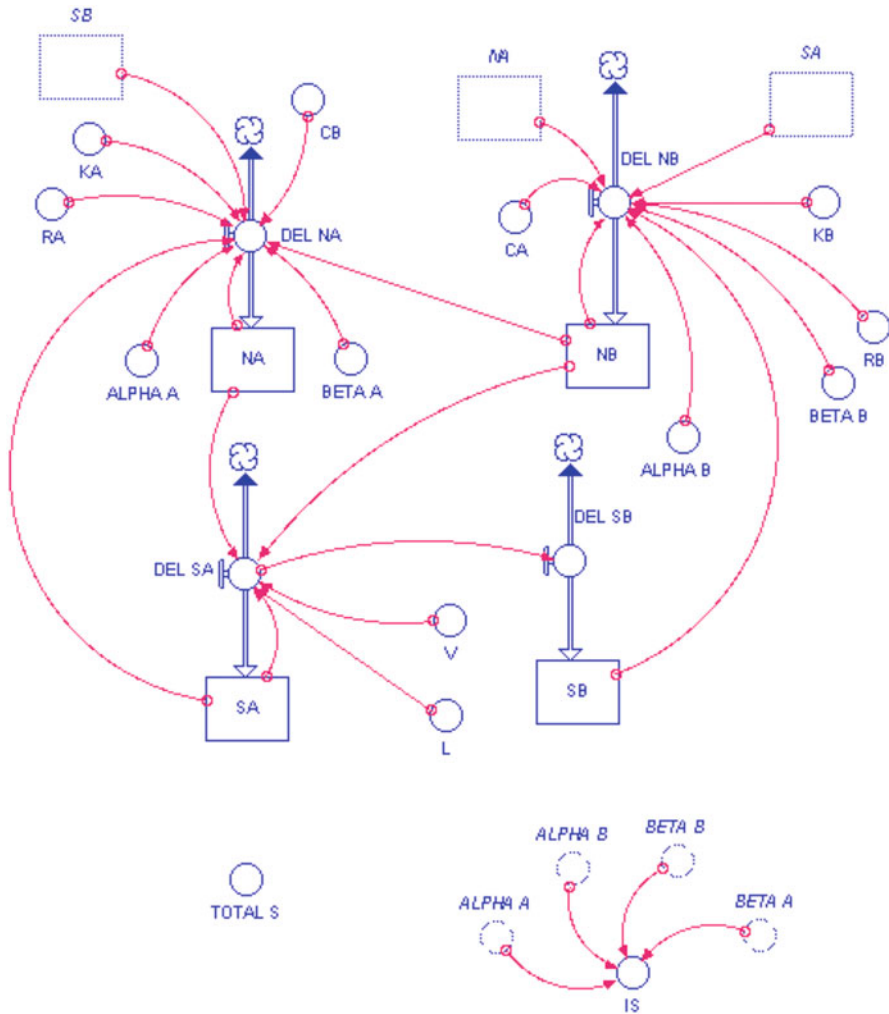 SB
NA
SA
CB
KA
DEL NB
RA
DEL NA
CA
KB
NA
NB
RB
ALPHA A
BETA A
BETA B
ALPHA B
DEL SB
DEL SA
V
SA
SB
L
ALPHA B
BETA B
ALPHA A
BETA A
TOTAL S
IS